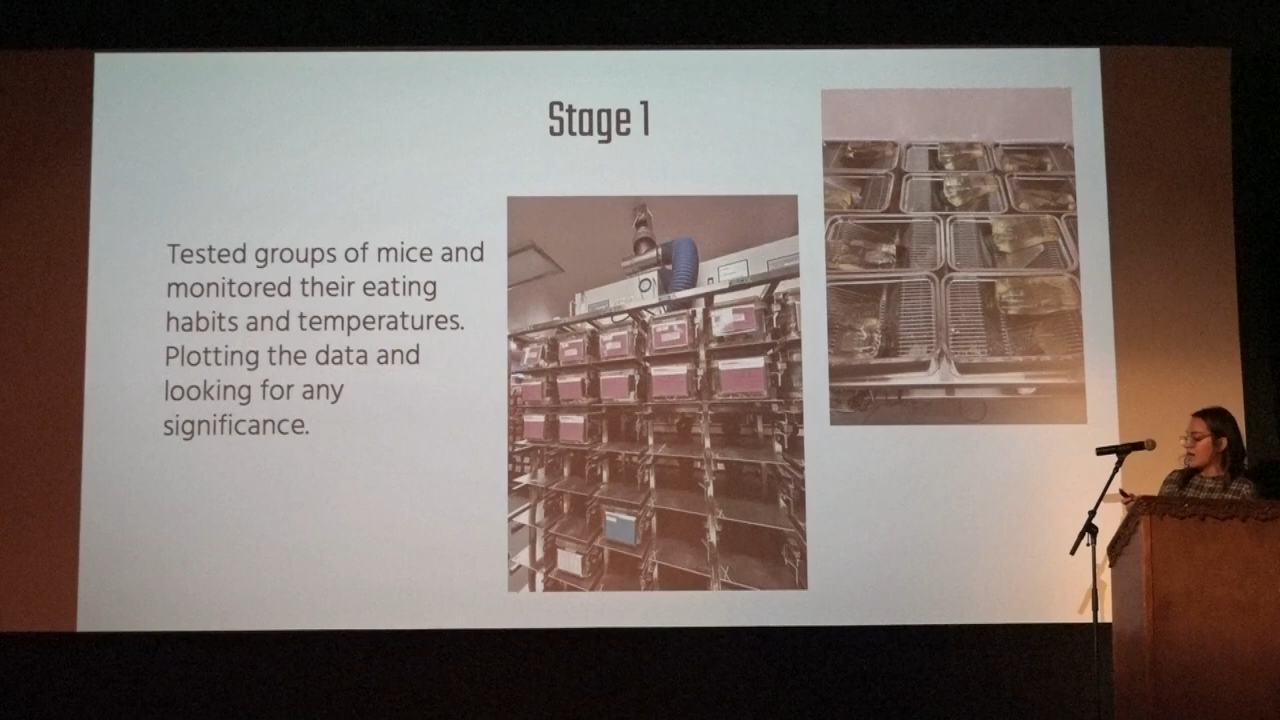 Stage 1
Tested groups of mice and
monitored their eating
habits and temperatures.
Plotting the data and
looking for any
significance.